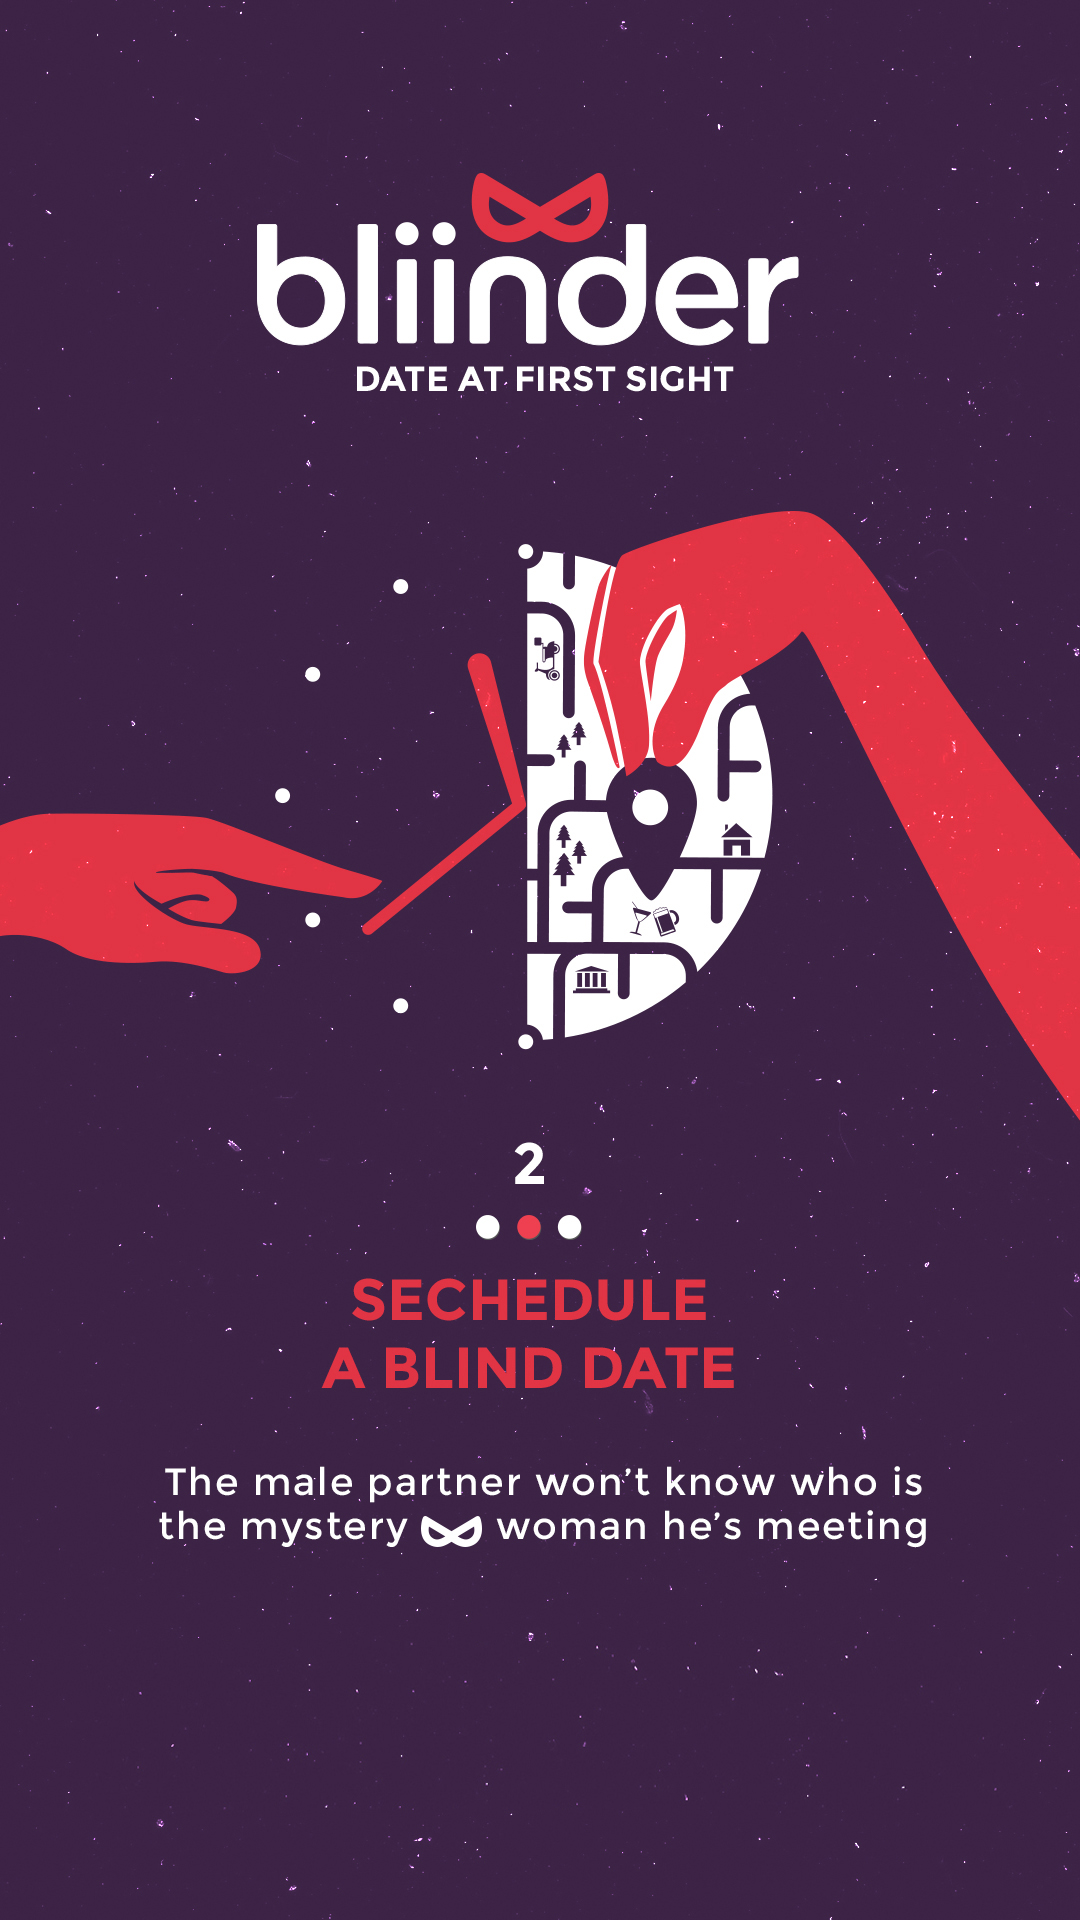 bliinder
DATE AT FIRST SIGHT
2
SECHEDULE
A BLIND DATE
The male partner won’t know who is
the mystery woman he’s meeting